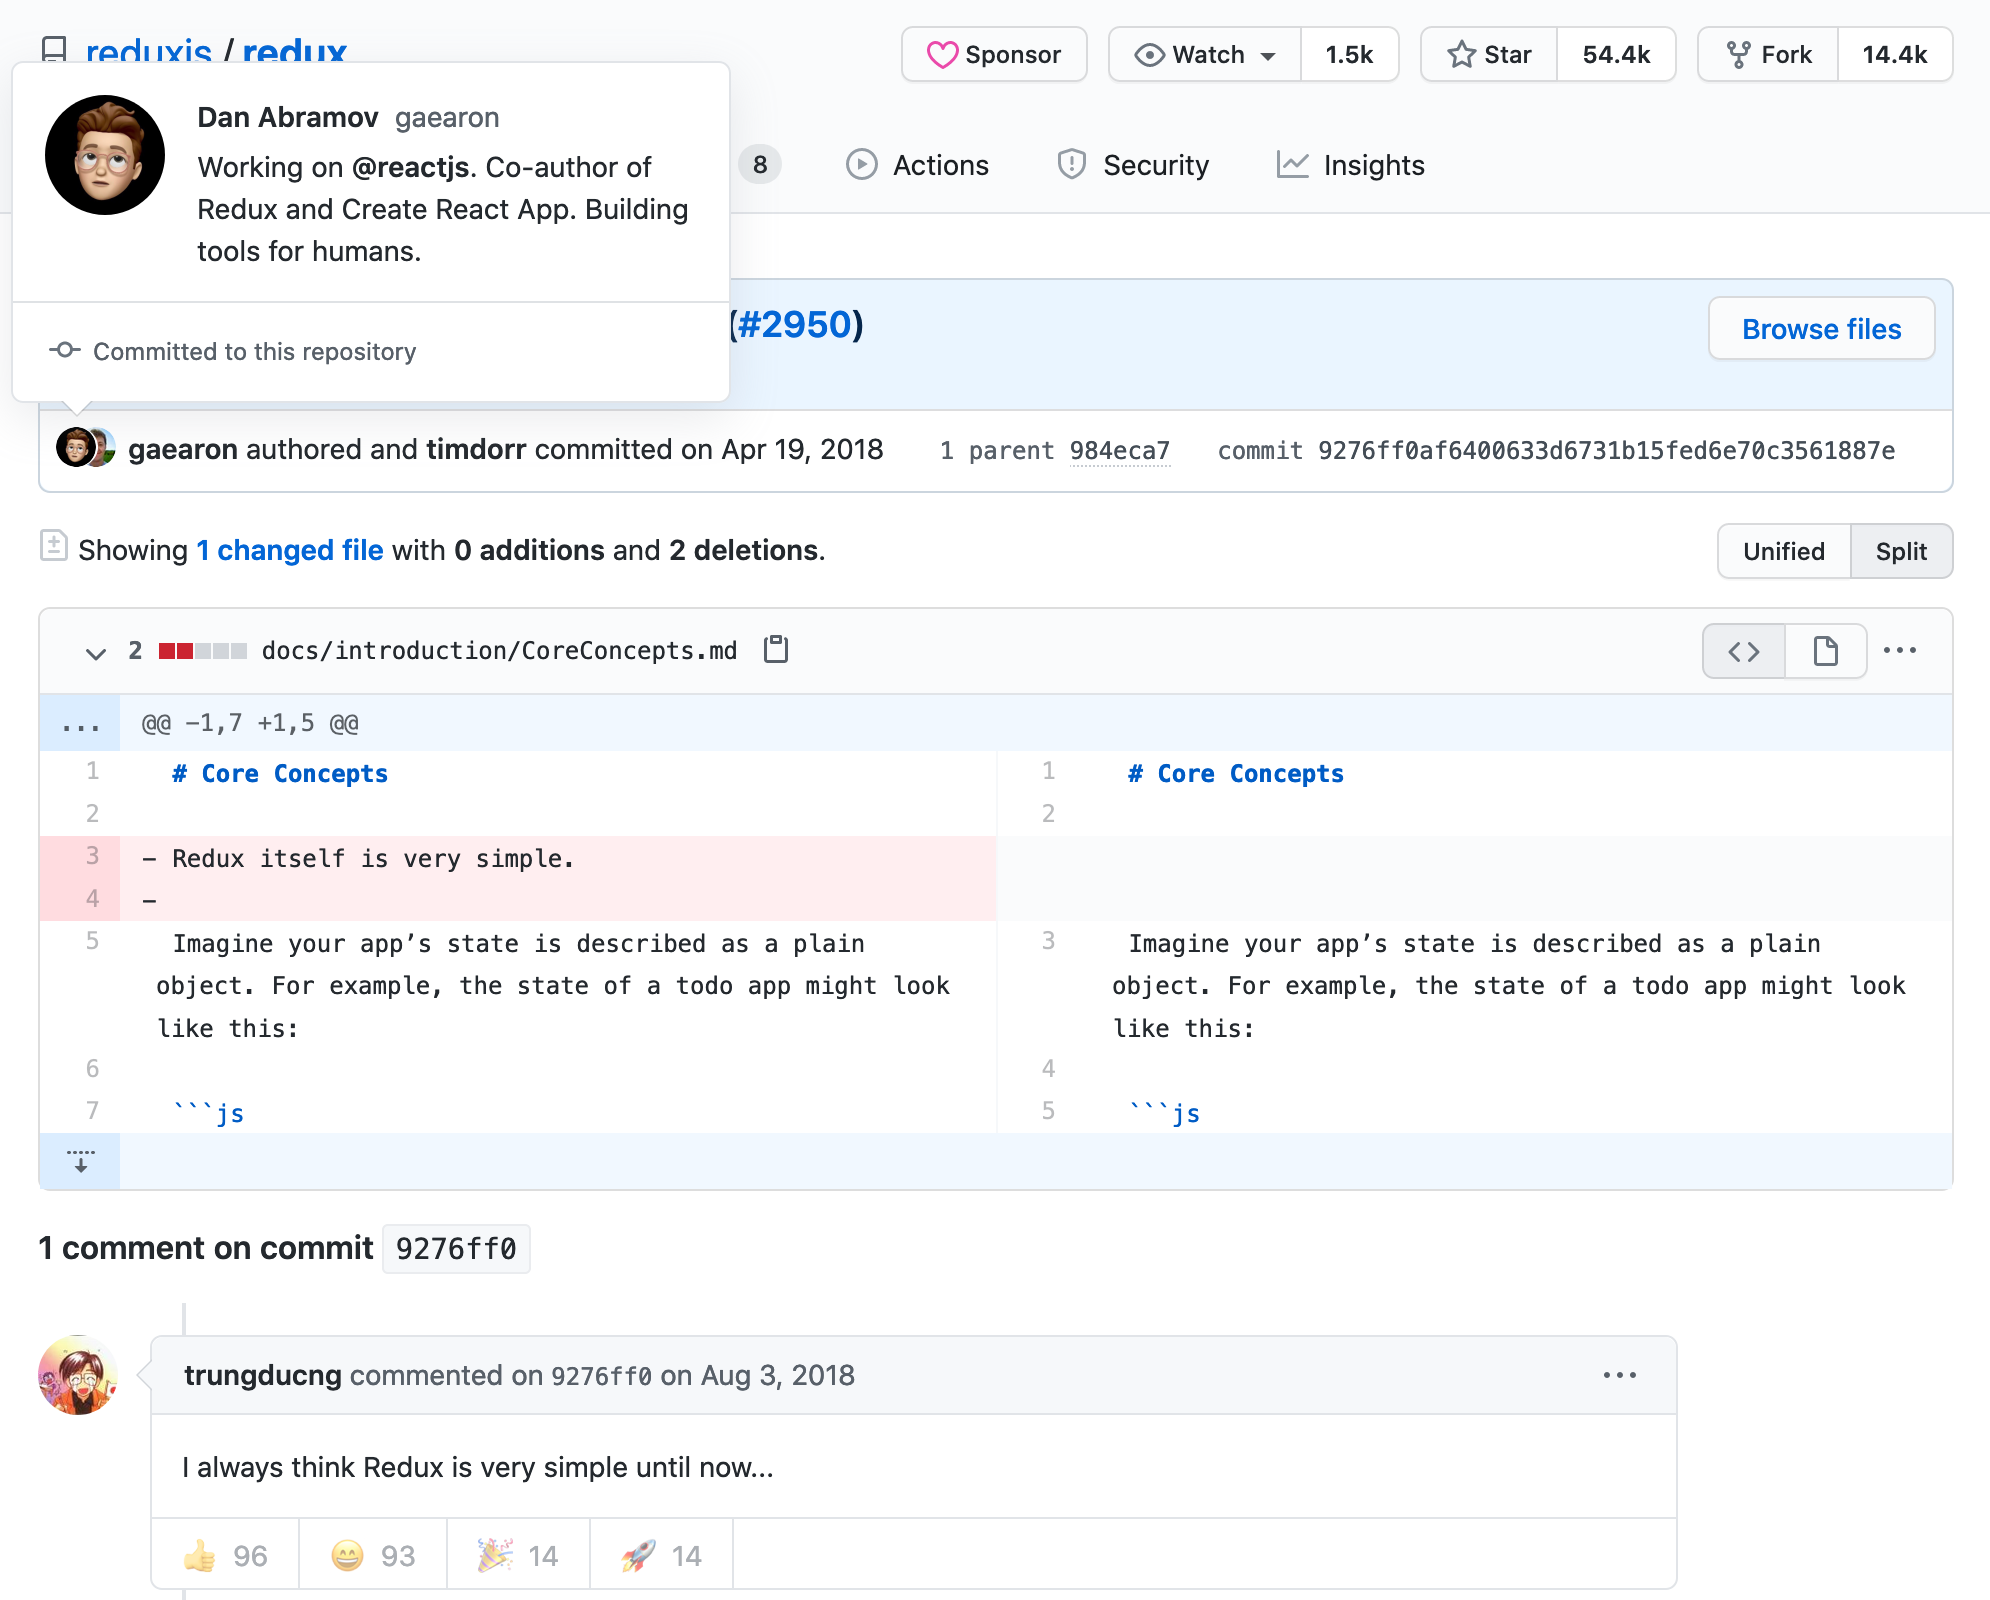 reduxjs / redux
Sponsor
Watch 1.5k
Star 54.4k
Fork 14.4k
Dan Abramov gaearon
Working on @reactjs. Co-author of
Redux and Create React App. Building
tools for humans.
Committed to this repository
8
Actions
Security
Insights
(#2950)
Browse files
gaearon authored and timdorr committed on Apr 19, 2018
1 parent 984eca7
commit 9276ff0af6400633d6731b15fed6e70c3561887e
Showing 1 changed file with 0 additions and 2 deletions.
Unified Split
2 docs/introduction/CoreConcepts.md
... @@ -1,7 +1,5 @@
1 # Core Concepts
2
3 - Redux itself is very simple.
4 -
5 Imagine your app’s state is described as a plain
object. For example, the state of a todo app might look
like this:
6
7 ```js
1 # Core Concepts
2
3 Imagine your app’s state is described as a plain
object. For example, the state of a todo app might look
like this:
4
5 ```js
1 comment on commit 9276ff0
trungducng commented on 9276ff0 on Aug 3, 2018
I always think Redux is very simple until now...
👍 96 😄 93 🎉 14 🚀 14